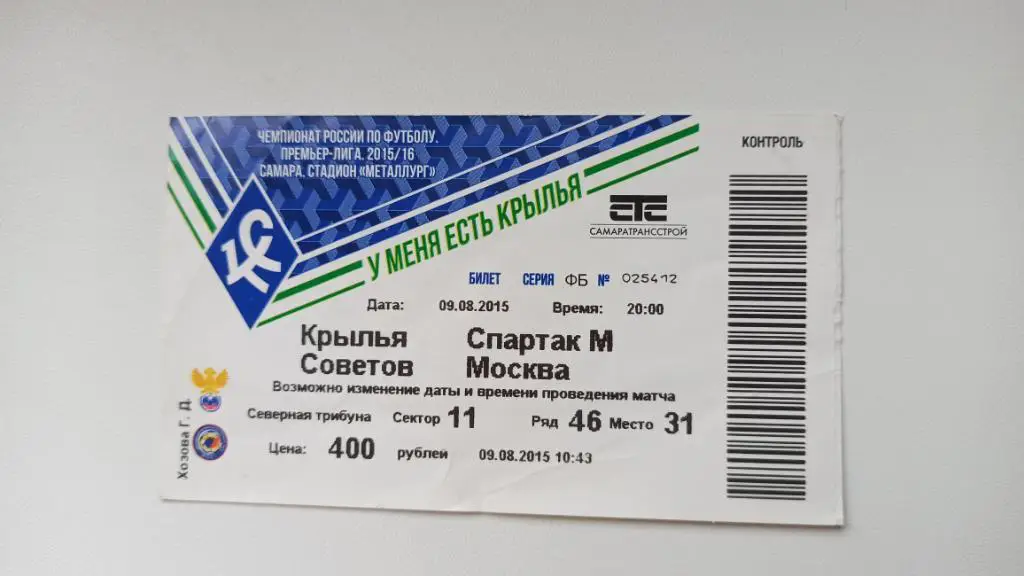 ЧЕМПИОНАТ РОССИИ ПО ФУТБОЛУ.
ПРЕМЬЕР-ЛИГА. 2015/16
САМАРА, СТАДИОН «МЕТАЛЛУРГ»
КОНТРОЛЬ
У МЕНЯ ЕСТЬ КРЫЛЬЯ
КС
СТС
САМАРАТРАНССТРОЙ
БИЛЕТ СЕРИЯ ФБ № 025412
Дата: 09.08.2015 Время: 20:00
Крылья Спартак М
Советов Москва
Возможно изменение даты и времени проведения матча
Северная трибуна Сектор 11 Ряд 46 Место 31
Цена: 400 рублей 09.08.2015 10:43
Хозова Г. Д.